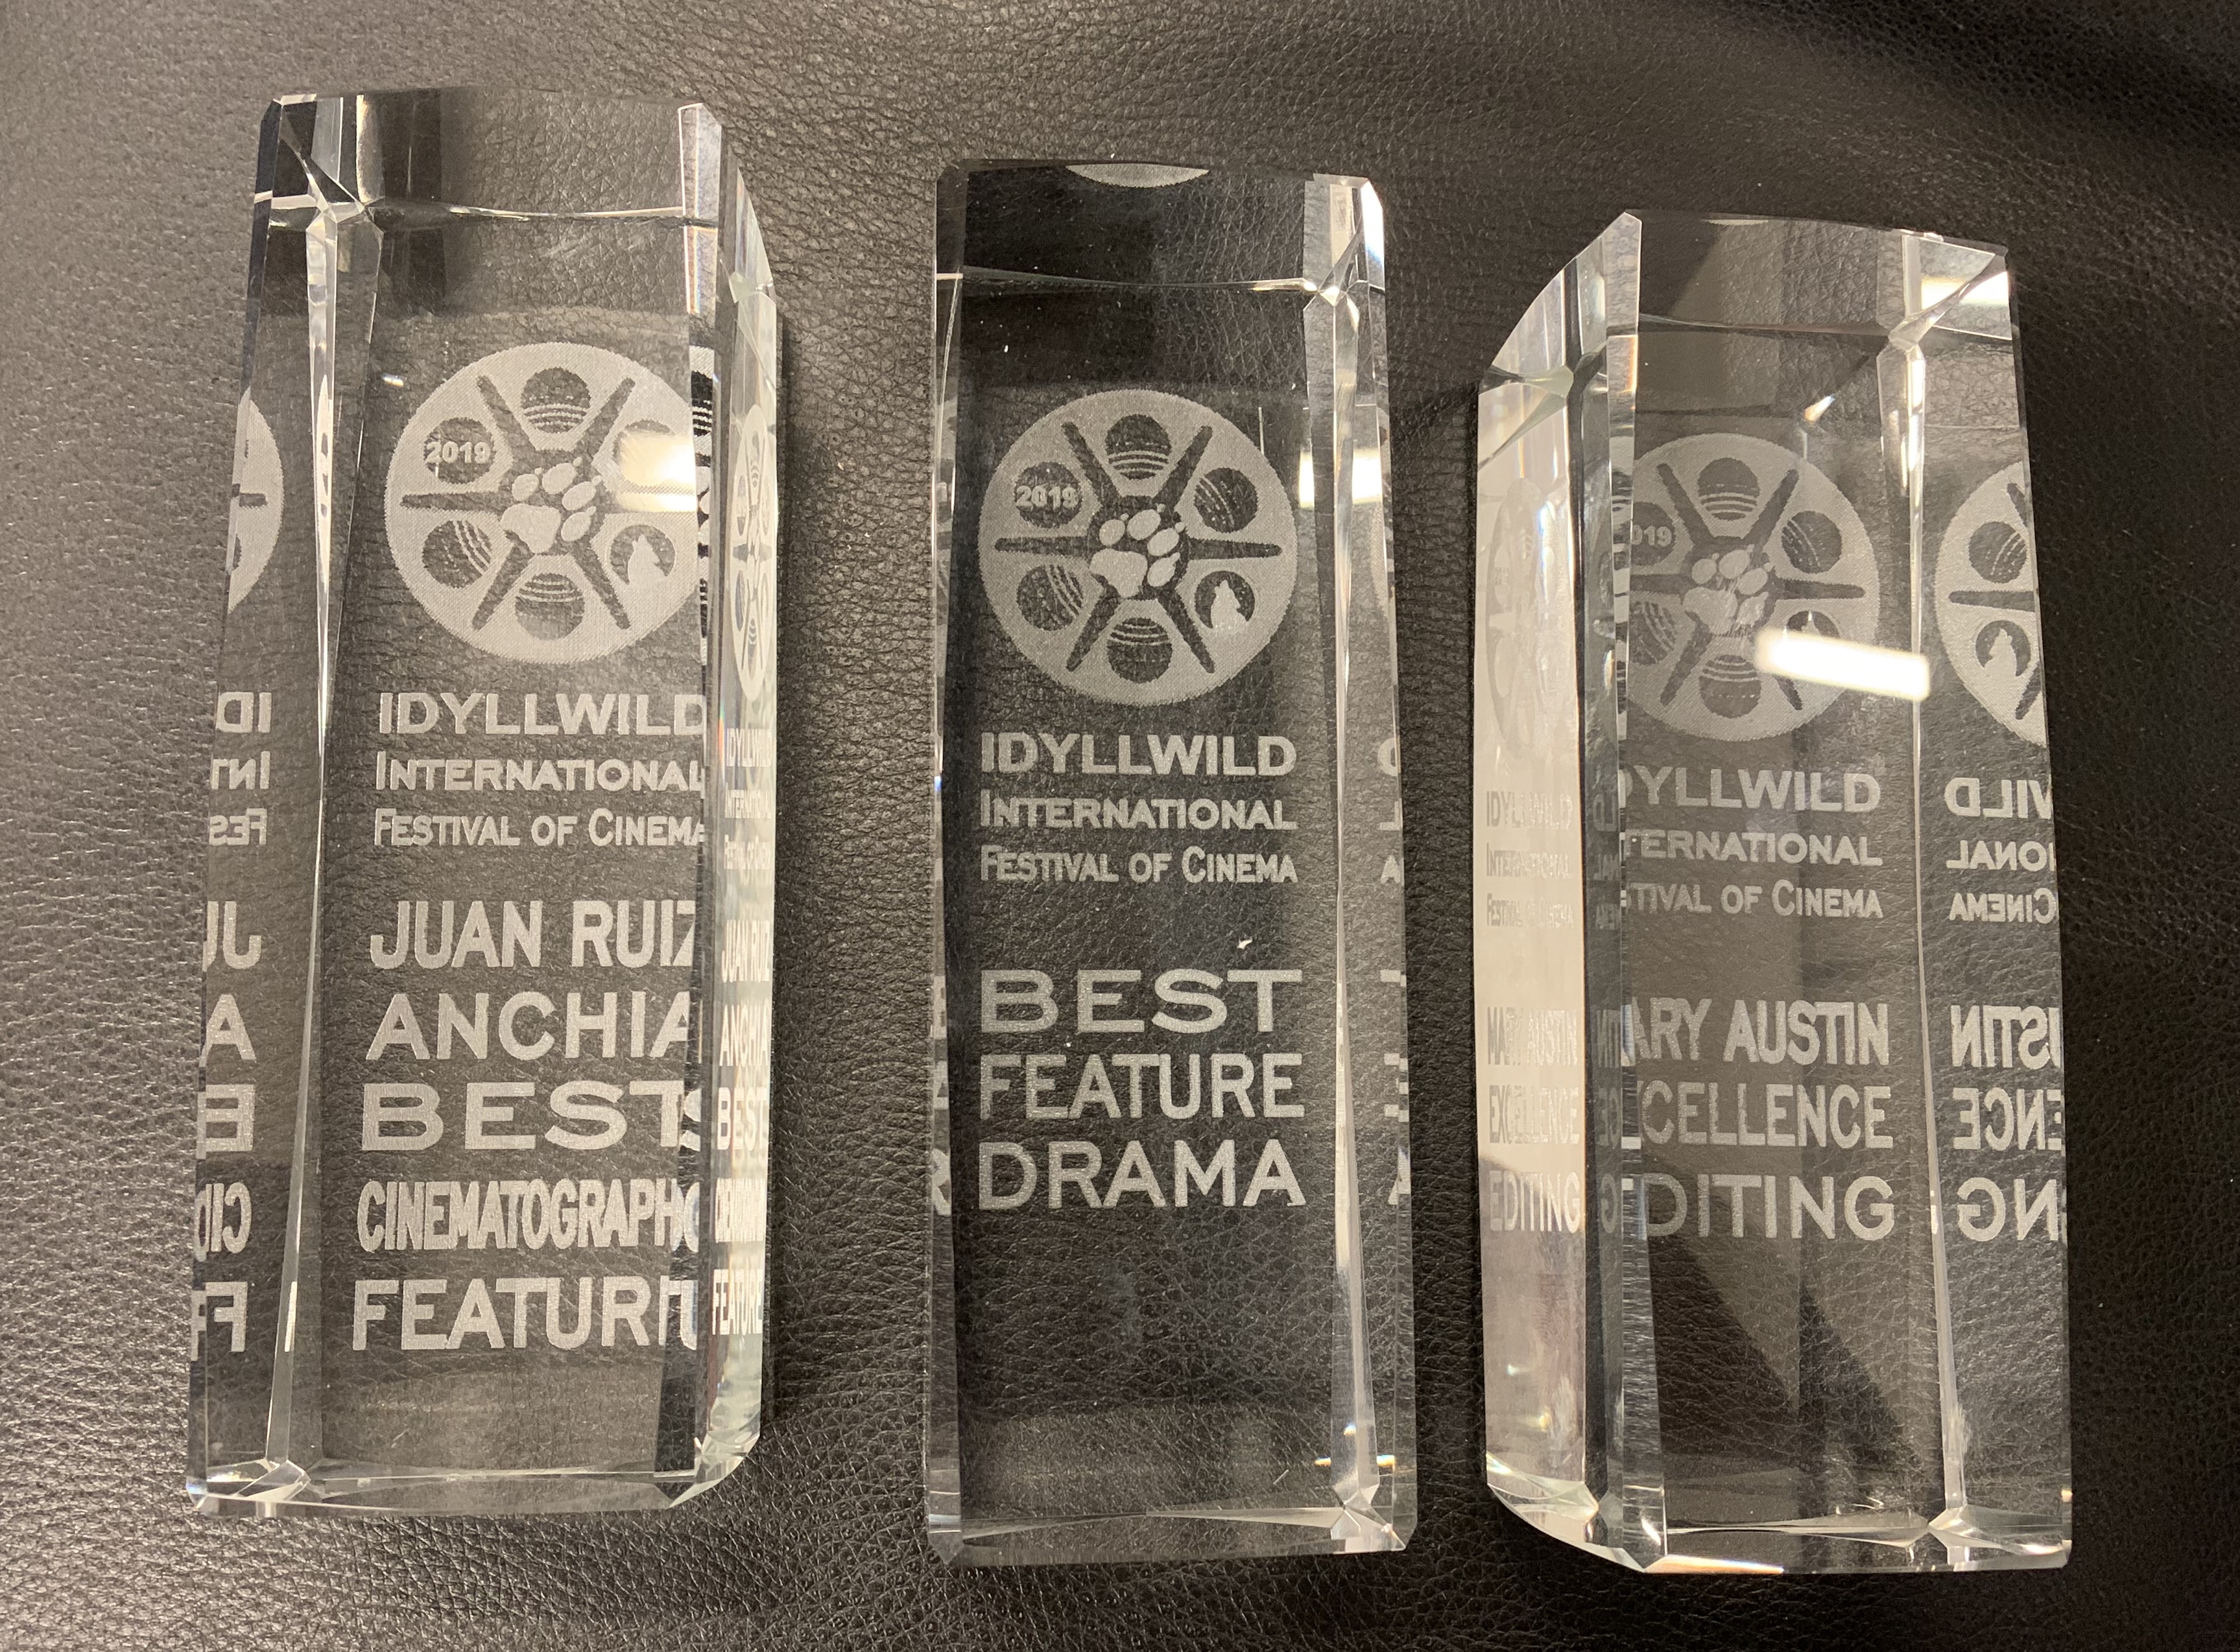 2019
IDYLLWILD
INTERNATIONAL
FESTIVAL OF CINEMA
JUAN RUIZ
ANCHIA
BEST
CINEMATOGRAPHY
FEATURE
2019
IDYLLWILD
INTERNATIONAL
FESTIVAL OF CINEMA
BEST
FEATURE
DRAMA
2019
IDYLLWILD
INTERNATIONAL
FESTIVAL OF CINEMA
MARY AUSTIN
EXCELLENCE
EDITING